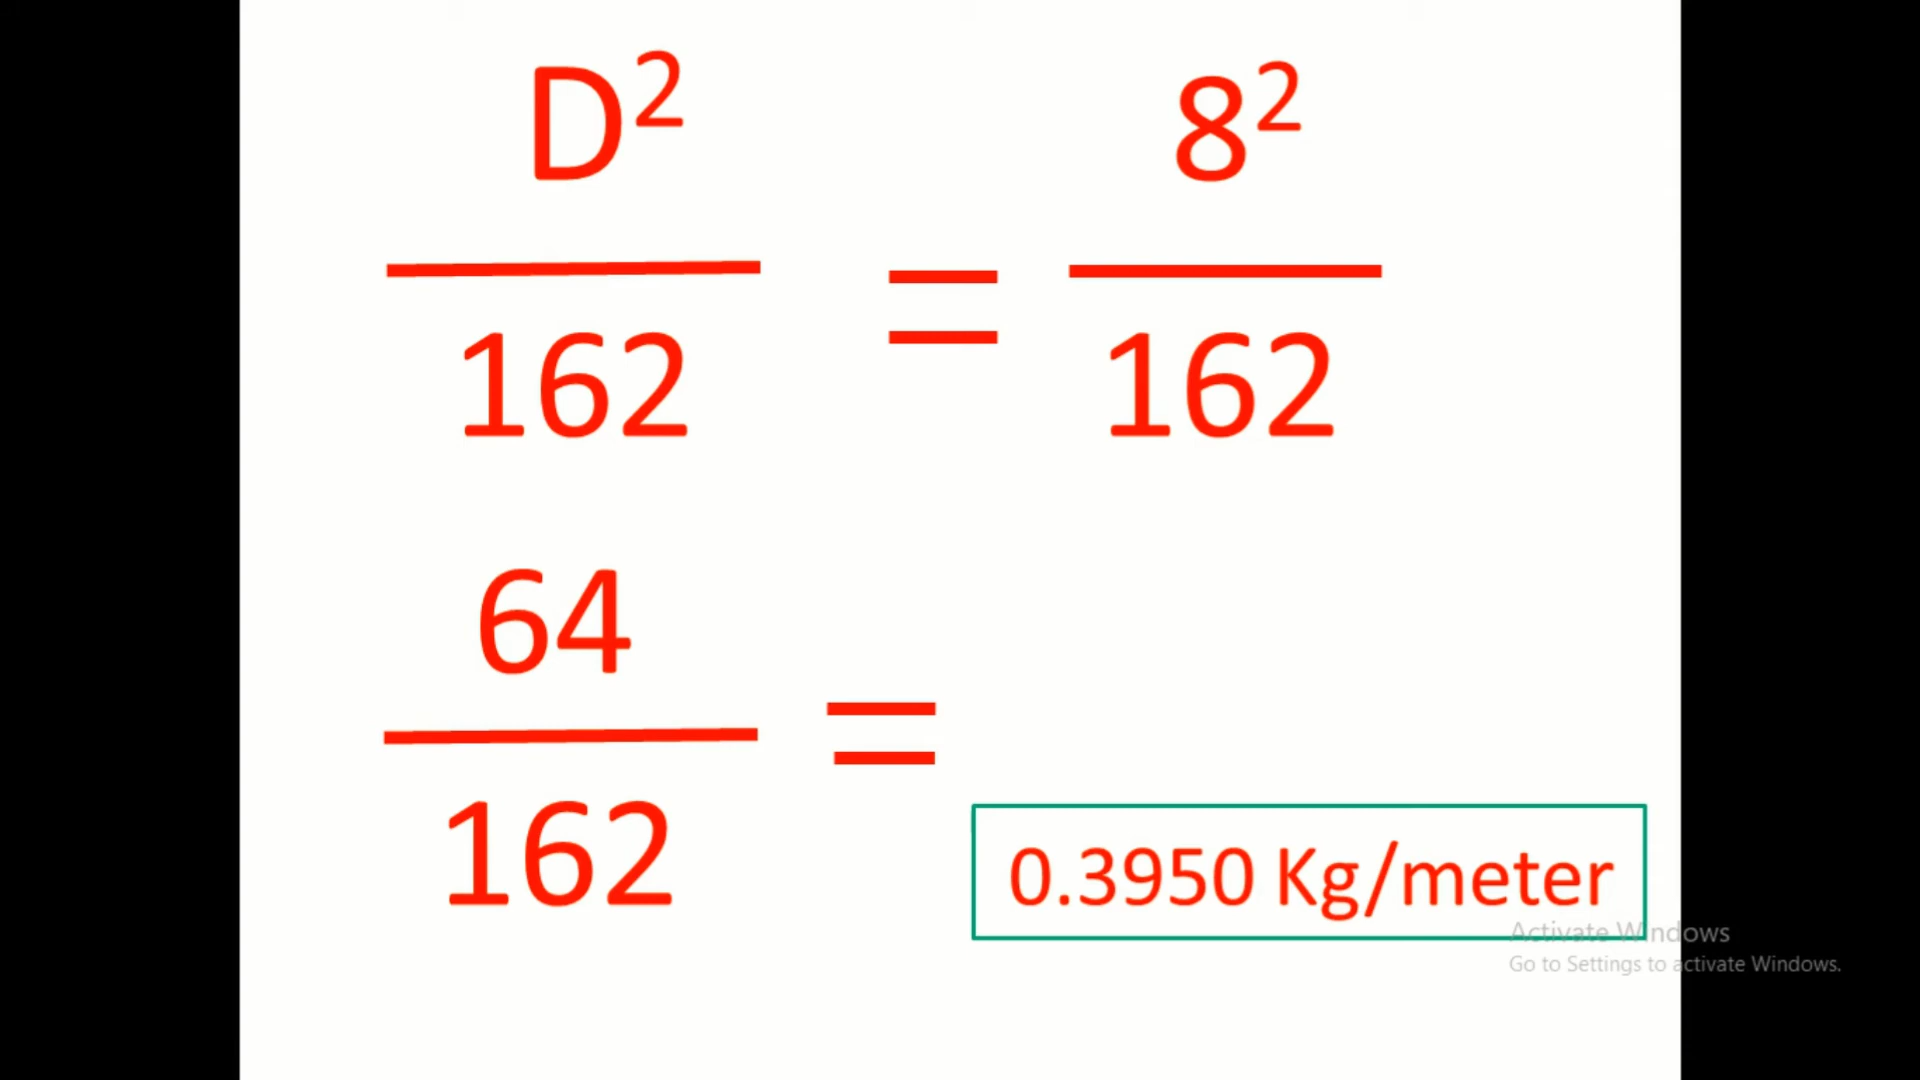 D² = 8²
162 162
64 =
162
0.3950 Kg/meter
Activate Windows
Go to Settings to activate Windows.